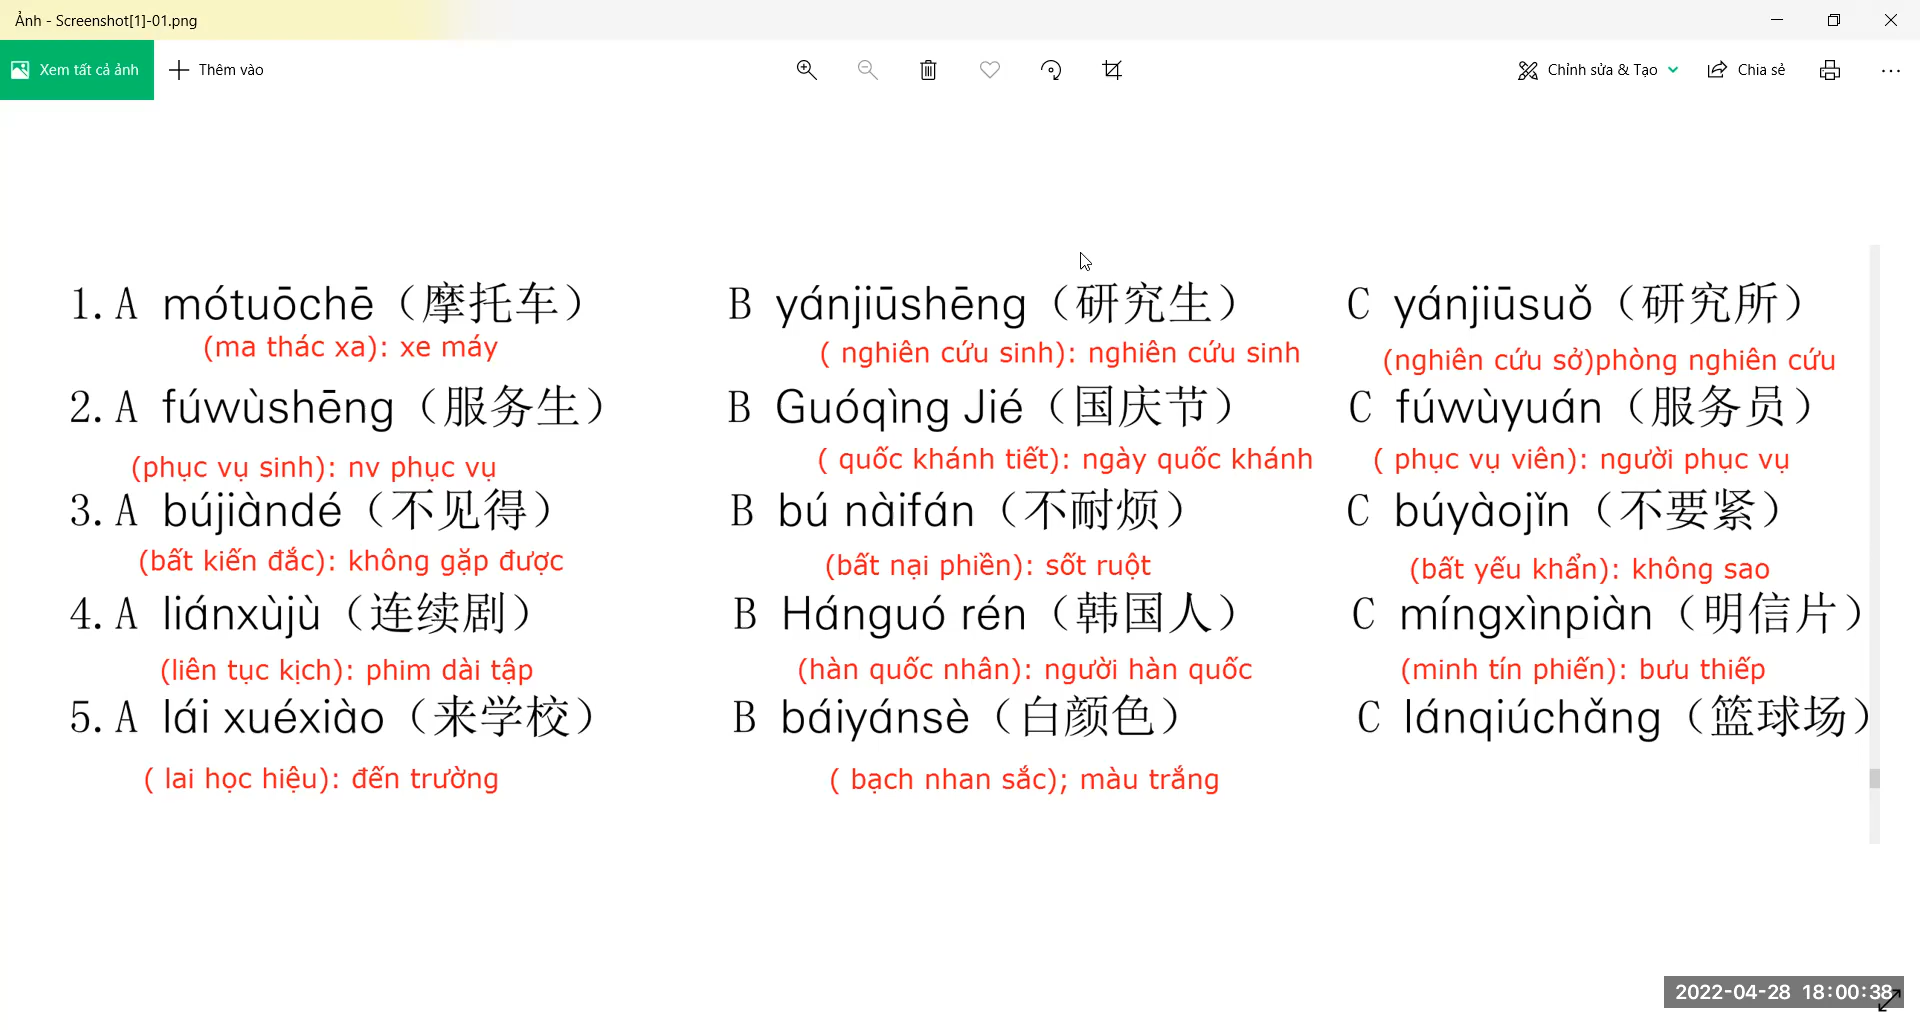 Ảnh - Screenshot[1]-01.png
Xem tất cả ảnh
Thêm vào
Chỉnh sửa & Tạo
Chia sẻ
1. A mótuōchē（摩托车） B yánjiūshēng（研究生） C yánjiūsuǒ（研究所）
(ma thác xa): xe máy ( nghiên cứu sinh): nghiên cứu sinh (nghiên cứu sở)phòng nghiên cứu
2. A fúwùshēng（服务生） B Guóqìng Jié（国庆节） C fúwùyuán（服务员）
(phục vụ sinh): nv phục vụ ( quốc khánh tiết): ngày quốc khánh ( phục vụ viên): người phục vụ
3. A bújiàndé（不见得） B bú nàifán（不耐烦） C búyàojǐn（不要紧）
(bất kiến đắc): không gặp được (bất nại phiền): sốt ruột (bất yếu khẩn): không sao
4. A liánxùjù（连续剧） B Hánguó rén（韩国人） C míngxìnpiàn（明信片）
(liên tục kịch): phim dài tập (hàn quốc nhân): người hàn quốc (minh tín phiến): bưu thiếp
5. A lái xuéxiào（来学校） B báiyánsè（白颜色） C lánqiúchǎng（篮球场）
( lai học hiệu): đến trường ( bạch nhan sắc); màu trắng
2022-04-28 18:00:38